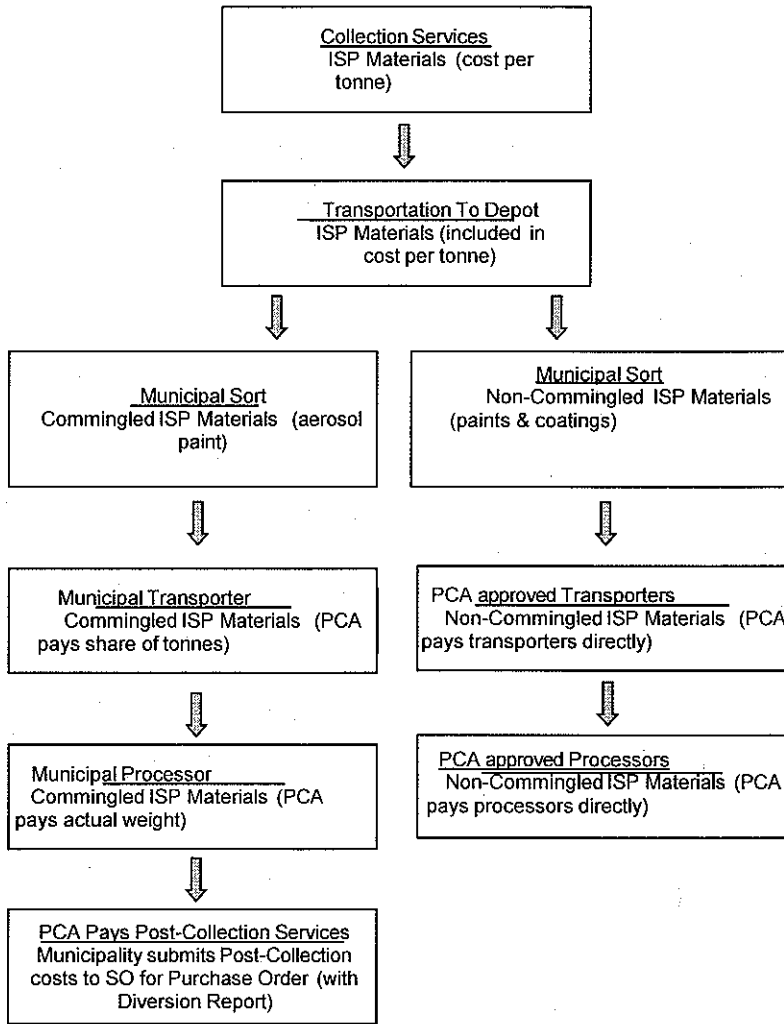 Collection Services
ISP Materials (cost per
tonne)
Transportation To Depot
ISP Materials (included in
cost per tonne)
Municipal Sort
Commingled ISP Materials (aerosol
paint)
Municipal Sort
Non-Commingled ISP Materials
(paints & coatings)
Municipal Transporter
Commingled ISP Materials (PCA
pays share of tonnes)
PCA approved Transporters
Non-Commingled ISP Materials (PCA
pays transporters directly)
Municipal Processor
Commingled ISP Materials (PCA
pays actual weight)
PCA approved Processors
Non-Commingled ISP Materials (PCA
pays processors directly)
PCA Pays Post-Collection Services
Municipality submits Post-Collection
costs to SO for Purchase Order (with
Diversion Report)